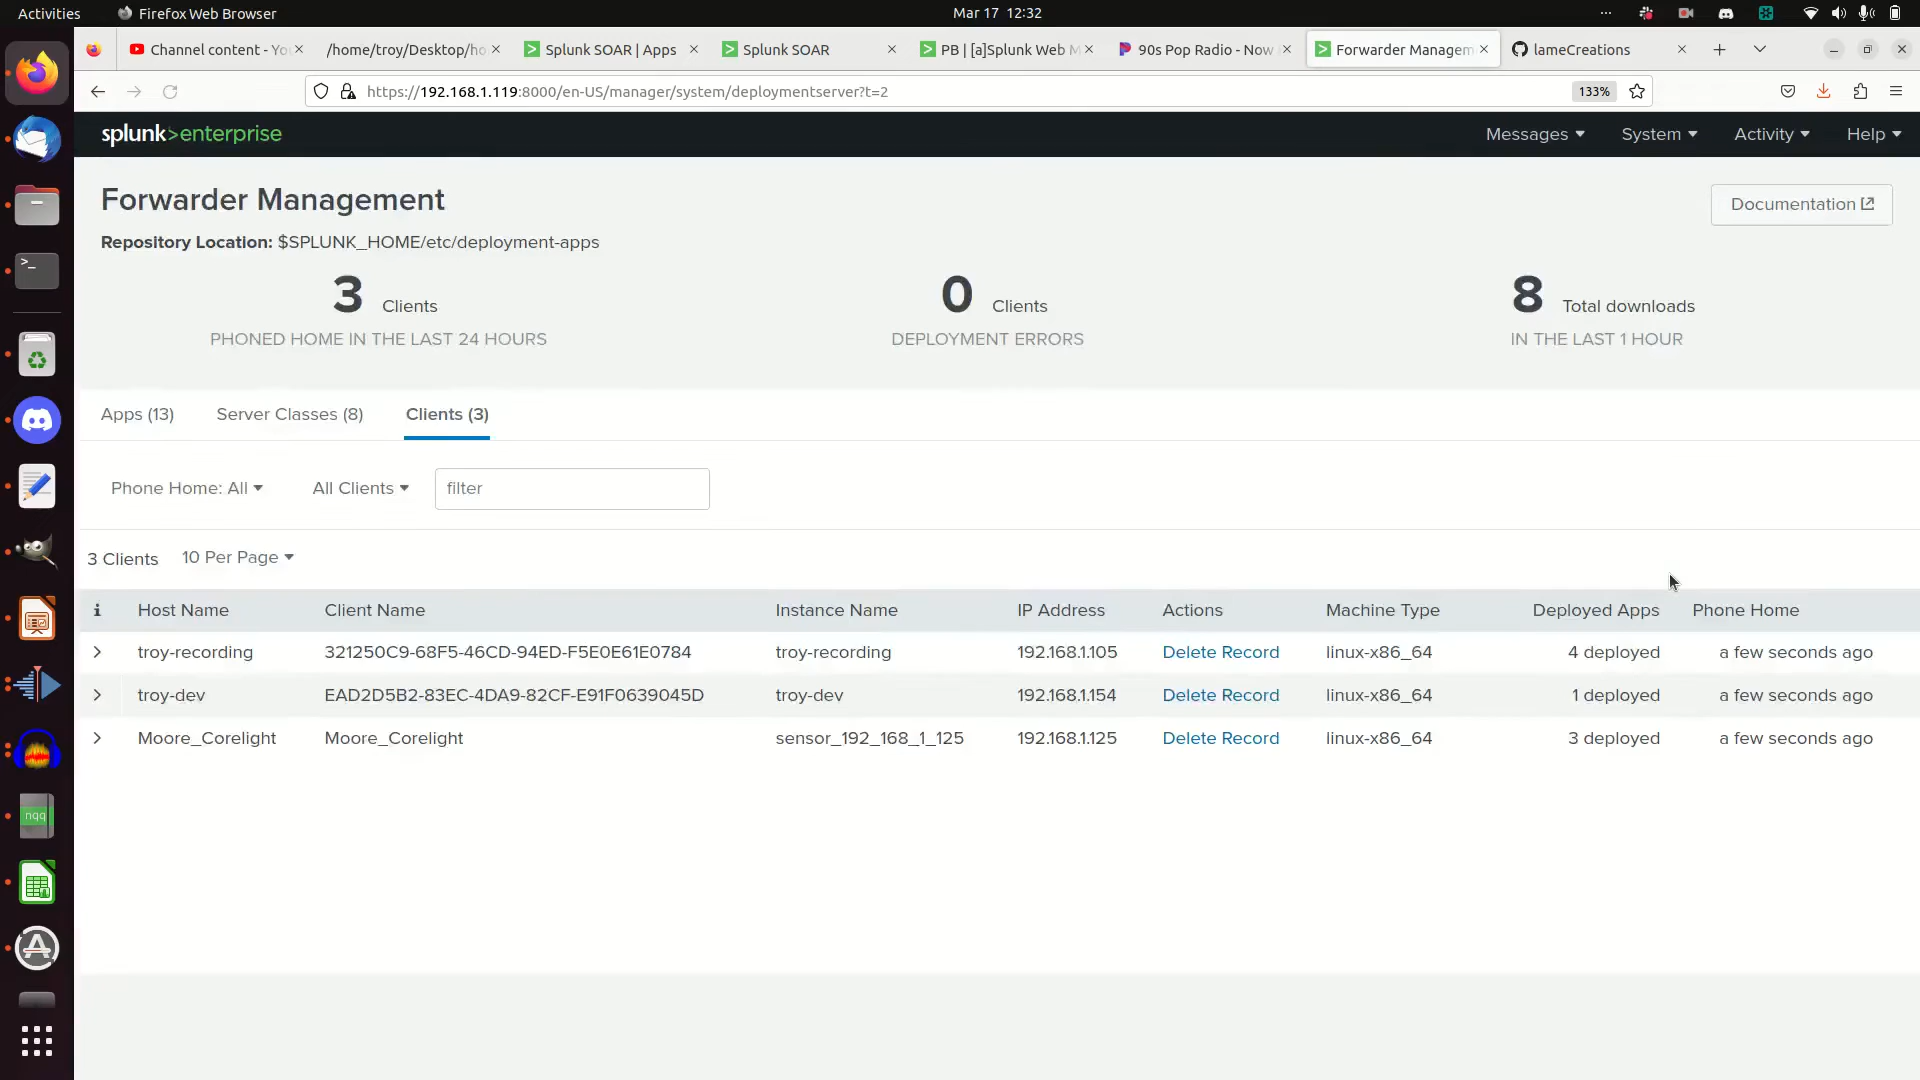 Activities
Firefox Web Browser
Mar 17 12:32
Channel content - Yo
/home/troy/Desktop/ho
Splunk SOAR | Apps
Splunk SOAR
PB | [a]Splunk Web M
90s Pop Radio - Now
Forwarder Managem
lameCreations
https://192.168.1.119:8000/en-US/manager/system/deploymentserver?t=2
133%
splunk>enterprise
Messages
System
Activity
Help
Forwarder Management
Documentation
Repository Location: $SPLUNK_HOME/etc/deployment-apps
3 Clients
PHONED HOME IN THE LAST 24 HOURS
0 Clients
DEPLOYMENT ERRORS
8 Total downloads
IN THE LAST 1 HOUR
Apps (13)
Server Classes (8)
Clients (3)
Phone Home: All
All Clients
filter
3 Clients
10 Per Page
i Host Name Client Name Instance Name IP Address Actions Machine Type Deployed Apps Phone Home
troy-recording 321250C9-68F5-46CD-94ED-F5E0E61E0784 troy-recording 192.168.1.105 Delete Record linux-x86_64 4 deployed a few seconds ago
troy-dev EAD2D5B2-83EC-4DA9-82CF-E91F0639045D troy-dev 192.168.1.154 Delete Record linux-x86_64 1 deployed a few seconds ago
Moore_Corelight Moore_Corelight sensor_192_168_1_125 192.168.1.125 Delete Record linux-x86_64 3 deployed a few seconds ago
nqq